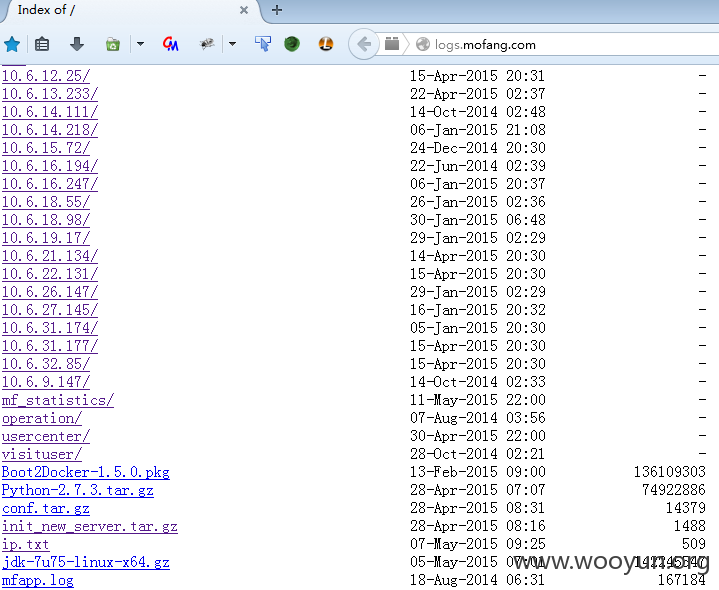 Index of /
logs.mofang.com
10.6.12.25/ 15-Apr-2015 20:31 -
10.6.13.233/ 22-Apr-2015 02:37 -
10.6.14.111/ 14-Oct-2014 02:48 -
10.6.14.218/ 06-Jan-2015 21:08 -
10.6.15.72/ 24-Dec-2014 20:30 -
10.6.16.194/ 22-Jun-2014 02:39 -
10.6.16.247/ 06-Jan-2015 20:37 -
10.6.18.55/ 26-Jan-2015 02:36 -
10.6.18.98/ 30-Jan-2015 06:48 -
10.6.19.17/ 29-Jan-2015 02:29 -
10.6.21.134/ 14-Apr-2015 20:30 -
10.6.22.131/ 15-Apr-2015 20:30 -
10.6.26.147/ 29-Jan-2015 02:29 -
10.6.27.145/ 16-Jan-2015 20:32 -
10.6.31.174/ 05-Jan-2015 20:30 -
10.6.31.177/ 15-Apr-2015 20:30 -
10.6.32.85/ 15-Apr-2015 20:30 -
10.6.9.147/ 14-Oct-2014 02:33 -
mf_statistics/ 11-May-2015 22:00 -
operation/ 07-Aug-2014 03:56 -
usercenter/ 30-Apr-2015 22:00 -
visituser/ 28-Oct-2014 02:21 -
Boot2Docker-1.5.0.pkg 13-Feb-2015 09:00 136109303
Python-2.7.3.tar.gz 28-Apr-2015 07:07 74922886
conf.tar.gz 28-Apr-2015 08:31 14379
init_new_server.tar.gz 28-Apr-2015 08:16 1488
ip.txt 07-May-2015 09:25 509
jdk-7u75-linux-x64.gz 05-May-2015 07:01
www.wooyun.org
mfapp.log 18-Aug-2014 06:31 167184